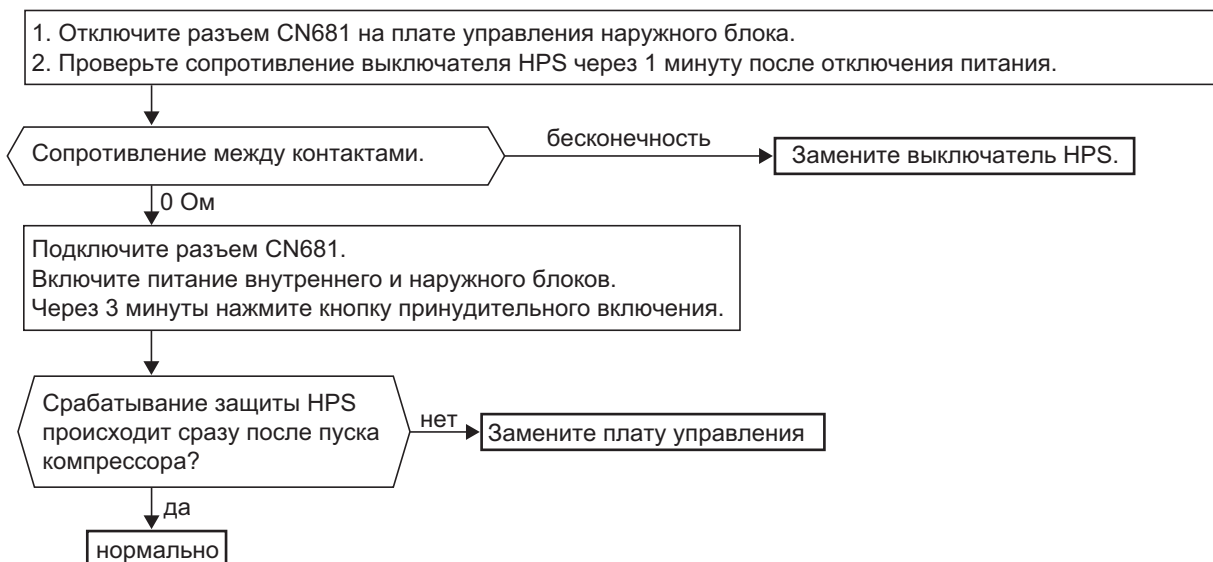 1. Отключите разъем CN681 на плате управления наружного блока.
2. Проверьте сопротивление выключателя HPS через 1 минуту после отключения питания.
Сопротивление между контактами.
бесконечность
Замените выключатель HPS.
0 Ом
Подключите разъем CN681.
Включите питание внутреннего и наружного блоков.
Через 3 минуты нажмите кнопку принудительного включения.
Срабатывание защиты HPS
происходит сразу после пуска
компрессора?
нет
Замените плату управления
да
нормально